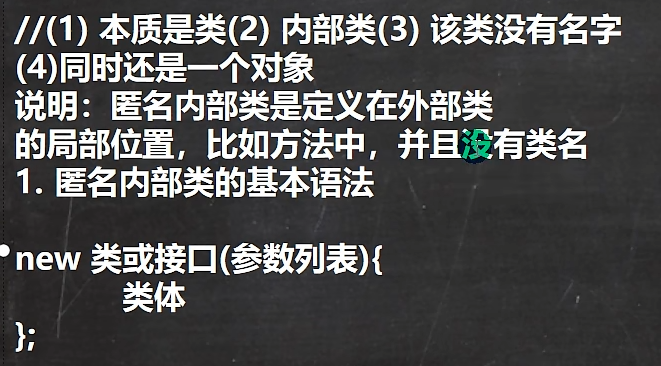 //(1) 本质是类(2) 内部类(3) 该类没有名字
(4)同时还是一个对象
说明：匿名内部类是定义在外部类
的局部位置，比如方法中，并且没有类名
1. 匿名内部类的基本语法
new 类或接口(参数列表){
类体
};